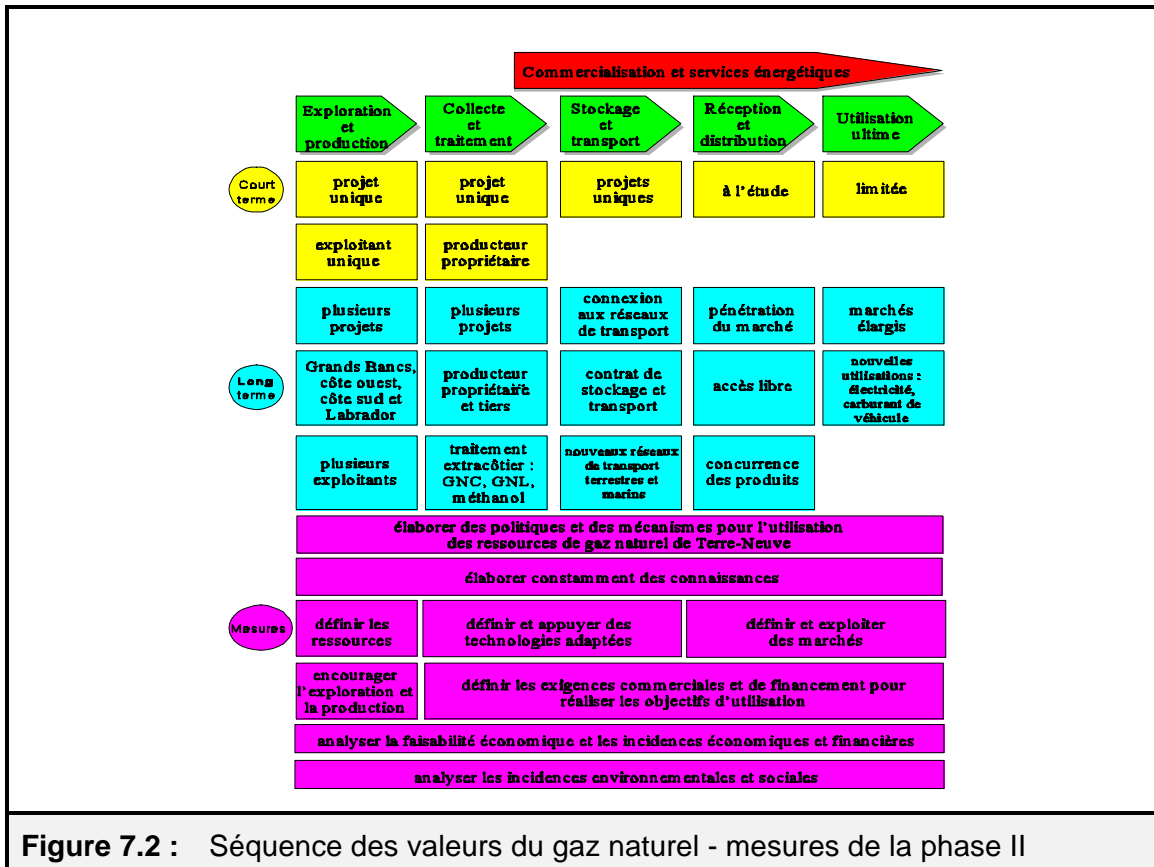 Commercialisation et services énergétiques
Exploration
et
production
Collecte
et
traitement
Stockage
et
transport
Réception
et
distribution
Utilisation
ultime
Court
terme
projet
unique
projet
unique
projets
uniques
à l'étude
limitée
exploitant
unique
producteur
propriétaire
Long
terme
plusieurs
projets
plusieurs
projets
connexion
aux réseaux
de transport
pénétration
du marché
marchés
élargis
Grands Bancs,
côte ouest,
côte sud et
Labrador
producteur
propriétaire
et tiers
contrat de
stockage et
transport
accès libre
nouvelles
utilisations :
électricité,
carburant de
véhicule
plusieurs
exploitants
traitement
extracôtier :
GNC, GNL,
méthanol
nouveaux réseaux
de transport
terrestres et
marins
concurrence
des produits
Mesures
élaborer des politiques et des mécanismes pour l'utilisation
des ressources de gaz naturel de Terre-Neuve
élaborer constamment des connaissances
définir les
ressources
définir et appuyer des
technologies adaptées
définir et exploiter
des marchés
encourager
l'exploration et
la production
définir les exigences commerciales et de financement pour
réaliser les objectifs d'utilisation
analyser la faisabilité économique et les incidences économiques et financières
analyser les incidences environnementales et sociales
Figure 7.2 : Séquence des valeurs du gaz naturel - mesures de la phase II